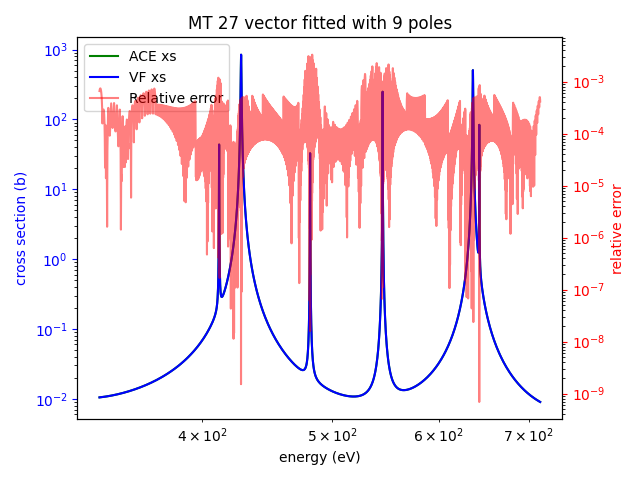 MT 27 vector fitted with 9 poles
ACE xs
VF xs
Relative error
cross section (b)
10³
10²
10¹
10⁰
10⁻¹
10⁻²
relative error
10⁻³
10⁻⁴
10⁻⁵
10⁻⁶
10⁻⁷
10⁻⁸
10⁻⁹
4 × 10² 5 × 10² 6 × 10² 7 × 10²
energy (eV)